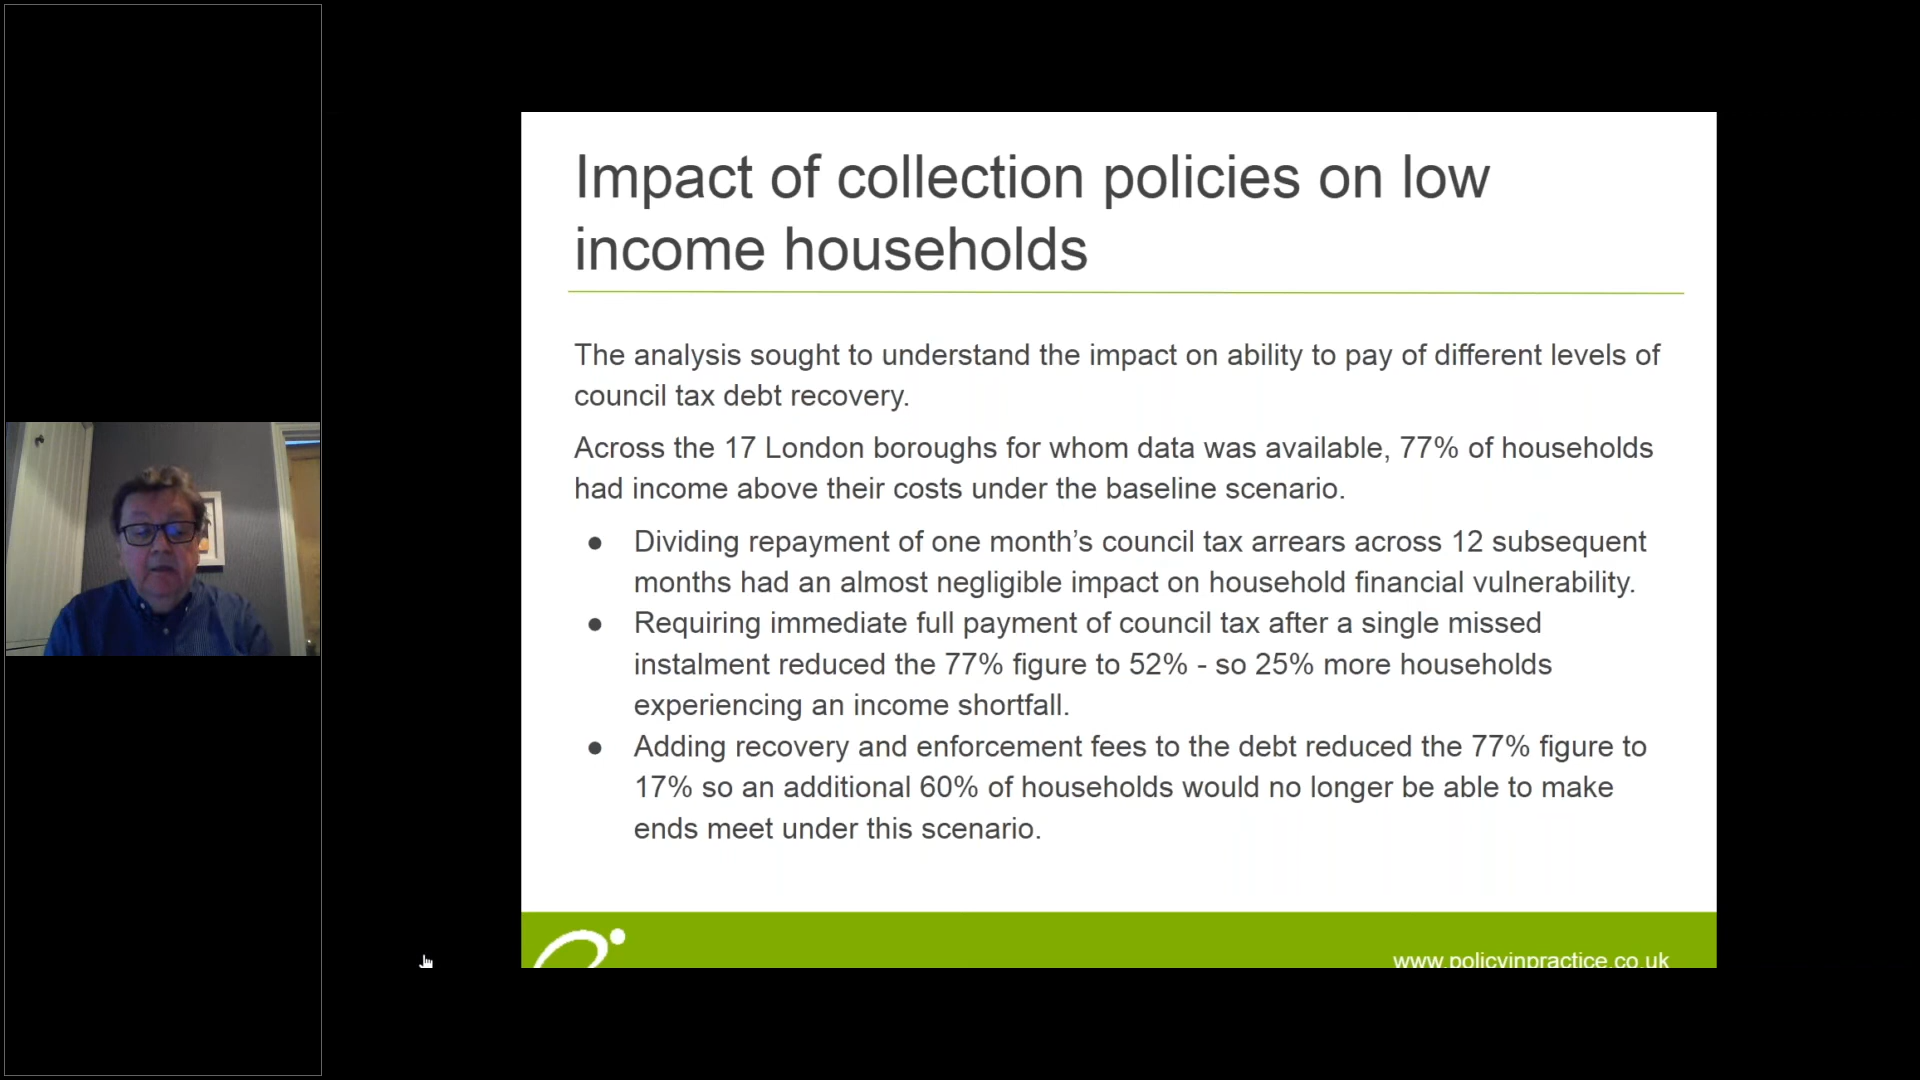 Impact of collection policies on low
income households
The analysis sought to understand the impact on ability to pay of different levels of
council tax debt recovery.
Across the 17 London boroughs for whom data was available, 77% of households
had income above their costs under the baseline scenario.
● Dividing repayment of one month’s council tax arrears across 12 subsequent
months had an almost negligible impact on household financial vulnerability.
● Requiring immediate full payment of council tax after a single missed
instalment reduced the 77% figure to 52% - so 25% more households
experiencing an income shortfall.
● Adding recovery and enforcement fees to the debt reduced the 77% figure to
17% so an additional 60% of households would no longer be able to make
ends meet under this scenario.
www.policyinpractice.co.uk